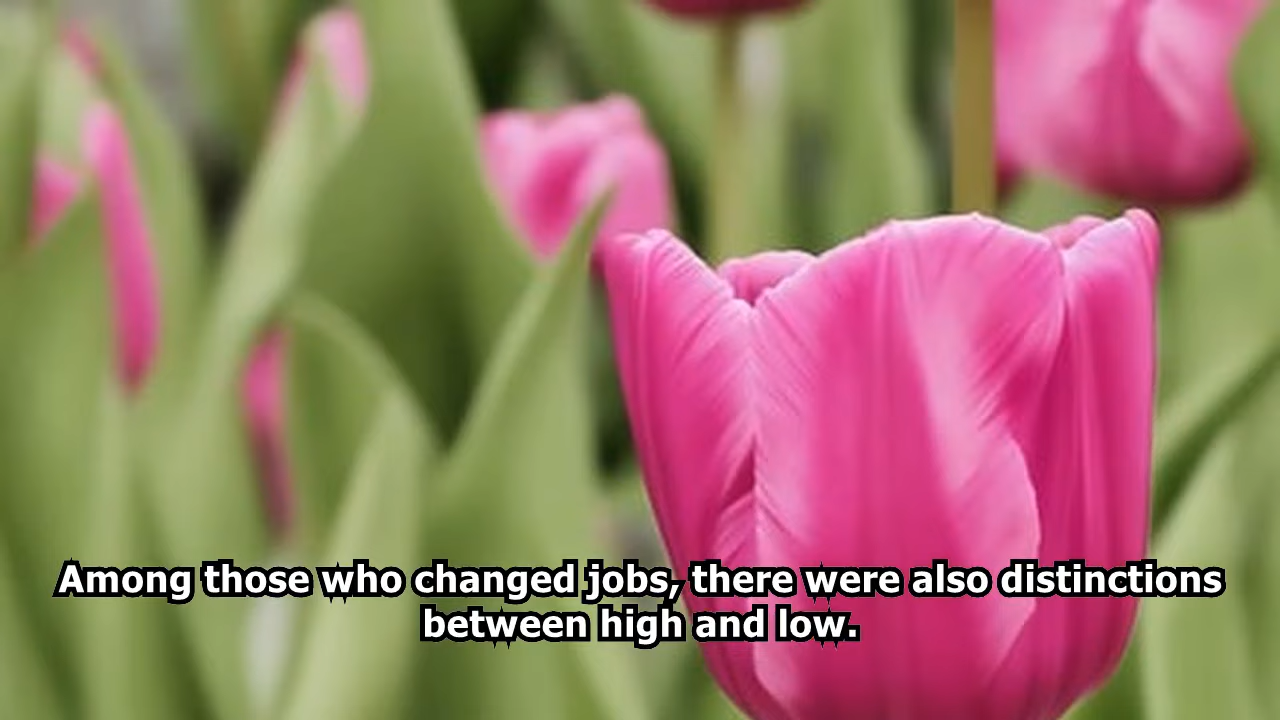 Among those who changed jobs, there were also distinctions
between high and low.